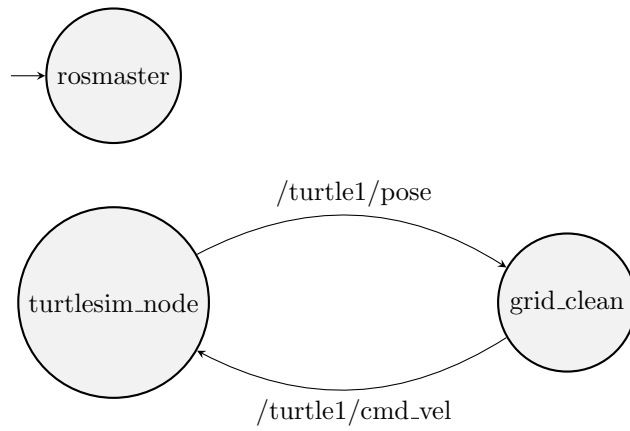 rosmaster
/turtle1/pose
turtlesim_node
grid_clean
/turtle1/cmd_vel